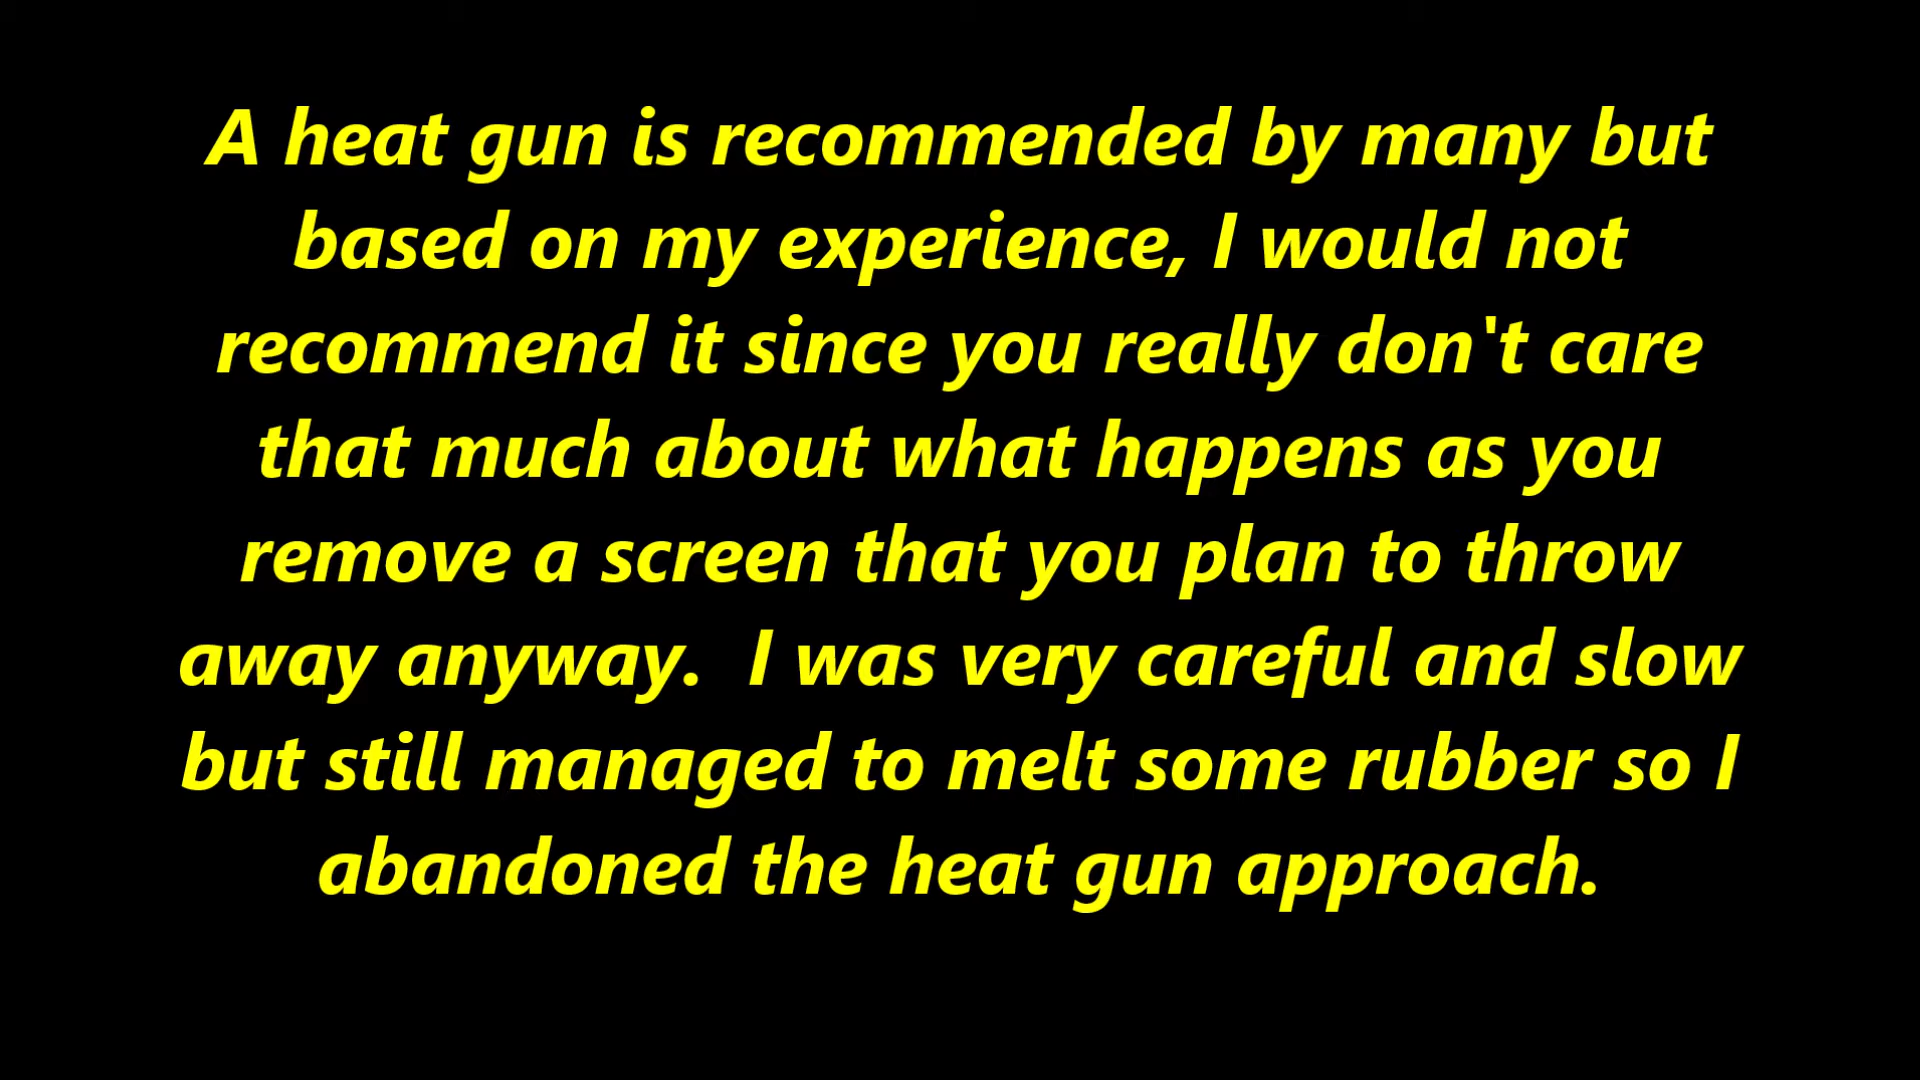 A heat gun is recommended by many but
based on my experience, I would not
recommend it since you really don't care
that much about what happens as you
remove a screen that you plan to throw
away anyway.  I was very careful and slow
but still managed to melt some rubber so I
abandoned the heat gun approach.